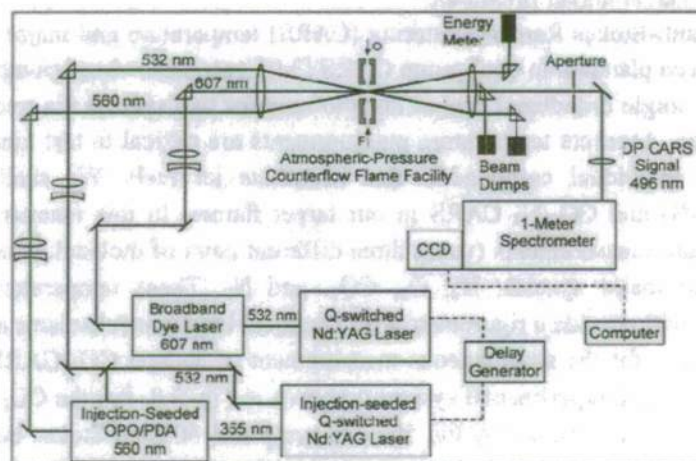 Energy
Meter
532 nm
607 nm
560 nm
O
F
Aperture
Atmospheric-Pressure
Counterflow Flame Facility
Beam
Dumps
DP CARS
Signal
496 nm
CCD
1-Meter
Spectrometer
Broadband
Dye Laser
607 nm
532 nm
Q-switched
Nd:YAG Laser
Delay
Generator
Computer
532 nm
Injection-Seeded
OPO/PDA
560 nm
355 nm
Injection-seeded
Q-switched
Nd:YAG Laser